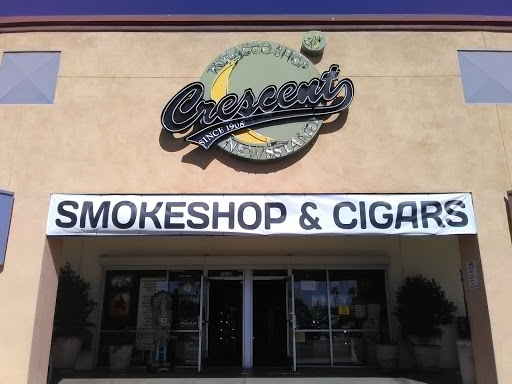 TOBACCO SHOP
Crescent
SINCE 1908
NEWSSTAND
SMOKESHOP & CIGARS